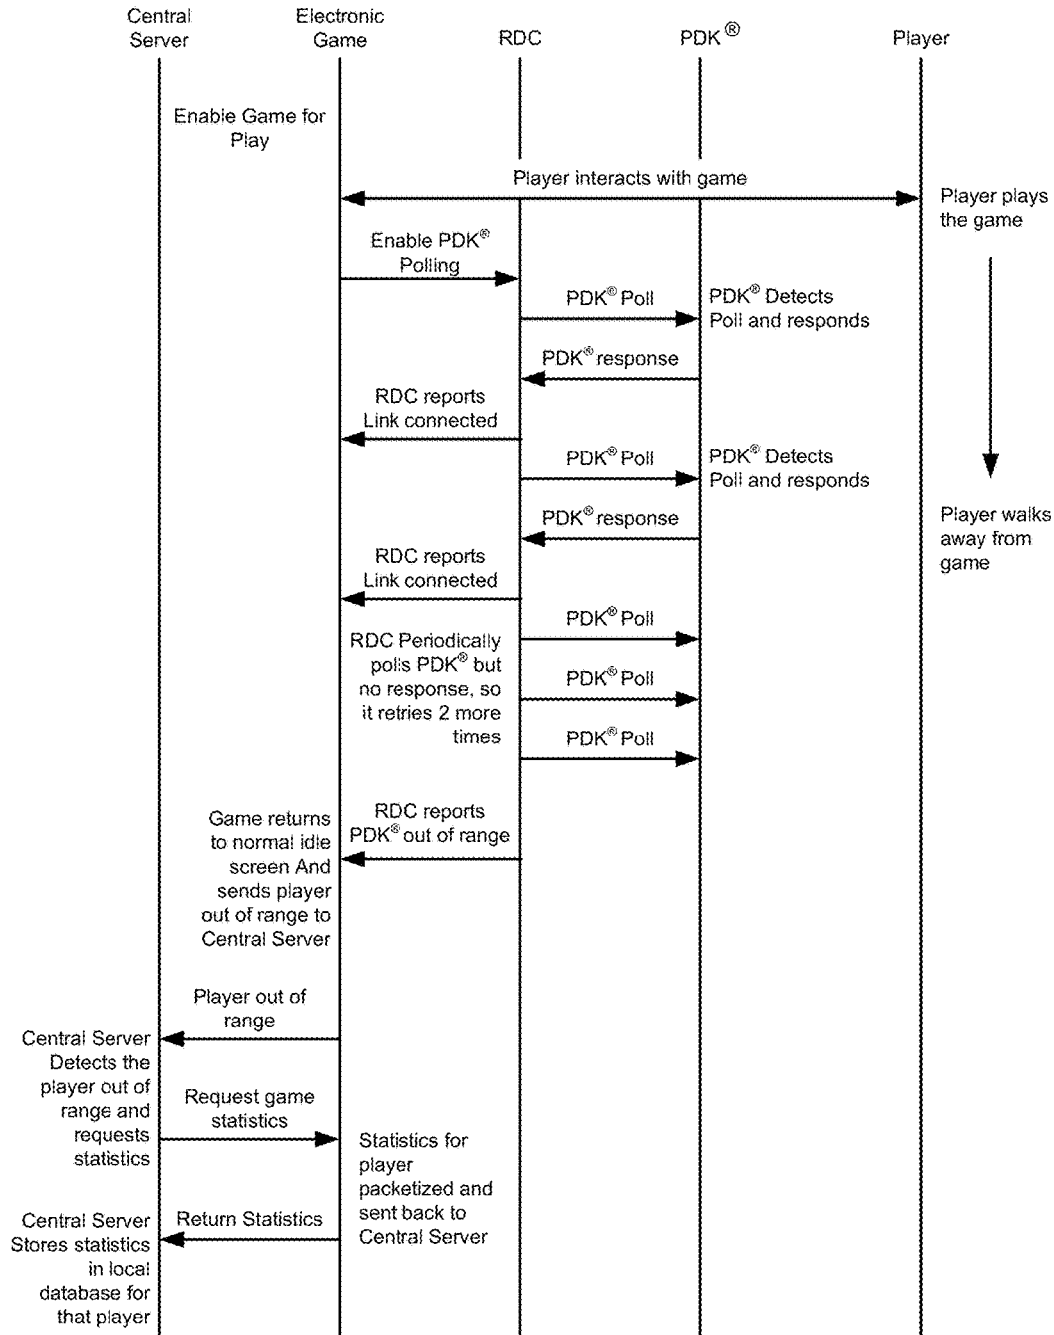 Central
Server
Electronic
Game
RDC
PDK®
Player
Enable Game for
Play
Player interacts with game
Player plays
the game
Enable PDK®
Polling
PDK® Poll
PDK® Detects
Poll and responds
PDK® response
RDC reports
Link connected
PDK® Poll
PDK® Detects
Poll and responds
PDK® response
Player walks
away from
game
RDC reports
Link connected
PDK® Poll
RDC Periodically
polls PDK® but
no response, so
it retries 2 more
times
PDK® Poll
PDK® Poll
RDC reports
PDK® out of range
Game returns
to normal idle
screen And
sends player
out of range to
Central Server
Player out of
range
Central Server
Detects the
player out of
range and
requests
statistics
Request game
statistics
Statistics for
player
packetized and
sent back to
Central Server
Return Statistics
Central Server
Stores statistics
in local
database for
that player